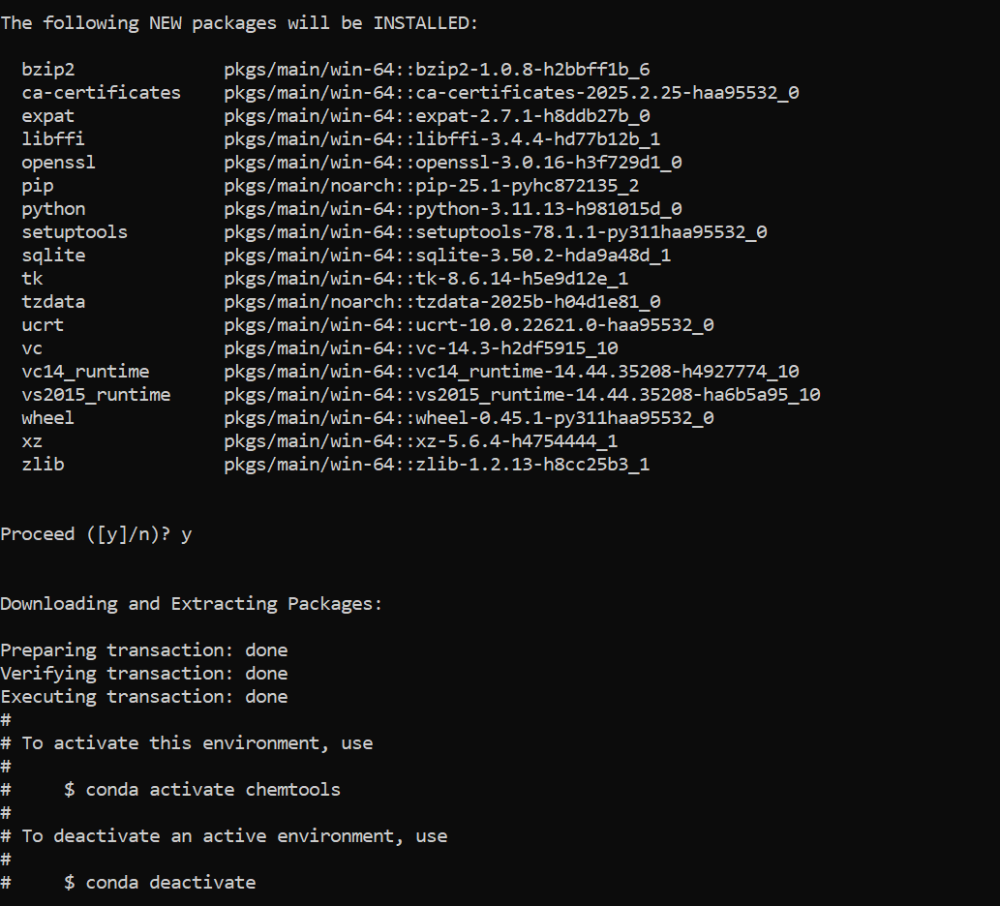 The following NEW packages will be INSTALLED:
bzip2 pkgs/main/win-64::bzip2-1.0.8-h2bbff1b_6
ca-certificates pkgs/main/win-64::ca-certificates-2025.2.25-haa95532_0
expat pkgs/main/win-64::expat-2.7.1-h8ddb27b_0
libffi pkgs/main/win-64::libffi-3.4.4-hd77b12b_1
openssl pkgs/main/win-64::openssl-3.0.16-h3f729d1_0
pip pkgs/main/noarch::pip-25.1-pyhc872135_2
python pkgs/main/win-64::python-3.11.13-h981015d_0
setuptools pkgs/main/win-64::setuptools-78.1.1-py311haa95532_0
sqlite pkgs/main/win-64::sqlite-3.50.2-hda9a48d_1
tk pkgs/main/win-64::tk-8.6.14-h5e9d12e_1
tzdata pkgs/main/noarch::tzdata-2025b-h04d1e81_0
ucrt pkgs/main/win-64::ucrt-10.0.22621.0-haa95532_0
vc pkgs/main/win-64::vc-14.3-h2df5915_10
vc14_runtime pkgs/main/win-64::vc14_runtime-14.44.35208-h4927774_10
vs2015_runtime pkgs/main/win-64::vs2015_runtime-14.44.35208-ha6b5a95_10
wheel pkgs/main/win-64::wheel-0.45.1-py311haa95532_0
xz pkgs/main/win-64::xz-5.6.4-h4754444_1
zlib pkgs/main/win-64::zlib-1.2.13-h8cc25b3_1
Proceed ([y]/n)? y
Downloading and Extracting Packages:
Preparing transaction: done
Verifying transaction: done
Executing transaction: done
#
# To activate this environment, use
#
#     $ conda activate chemtools
#
# To deactivate an active environment, use
#
#     $ conda deactivate